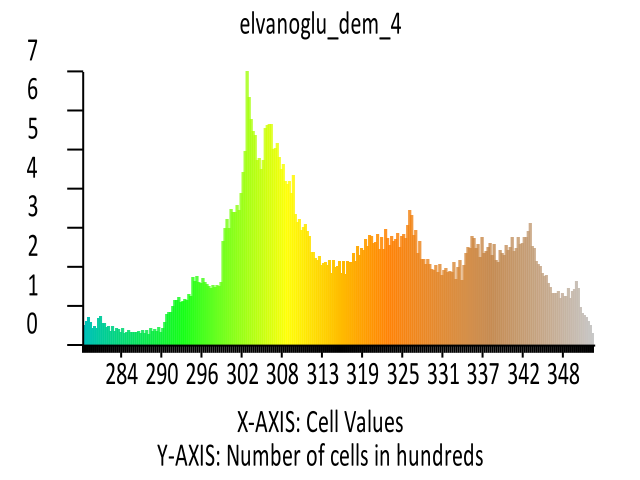 elvanoglu_dem_4
7
6
5
4
3
2
1
0
284 290 296 302 308 313 319 325 331 337 342 348
X-AXIS: Cell Values
Y-AXIS: Number of cells in hundreds